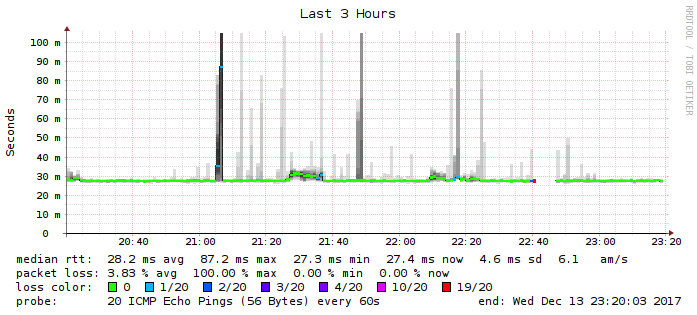 Last 3 Hours
RRDTOOL / TOBI OETIKER
Seconds
100 m
90 m
80 m
70 m
60 m
50 m
40 m
30 m
20 m
10 m
0
20:40 21:00 21:20 21:40 22:00 22:20 22:40 23:00 23:20
median rtt: 28.2 ms avg 87.2 ms max 27.3 ms min 27.4 ms now 4.6 ms sd 6.1 am/s
packet loss: 3.83 % avg 100.00 % max 0.00 % min 0.00 % now
loss color: 0 1/20 2/20 3/20 4/20 10/20 19/20
probe: 20 ICMP Echo Pings (56 Bytes) every 60s end: Wed Dec 13 23:20:03 2017